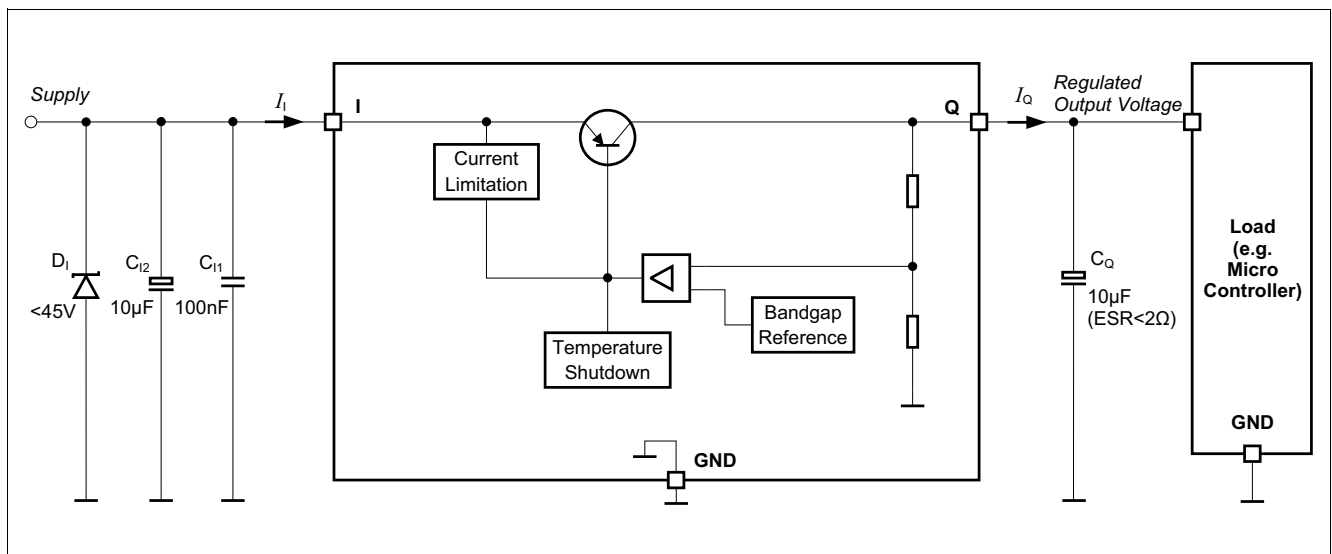 Supply
I_I
I
Q
I_Q
Regulated
Output Voltage
Current
Limitation
D_I
<45V
C_I2
10µF
C_I1
100nF
Temperature
Shutdown
Bandgap
Reference
GND
C_Q
10µF
(ESR<2Ω)
Load
(e.g.
Micro
Controller)
GND